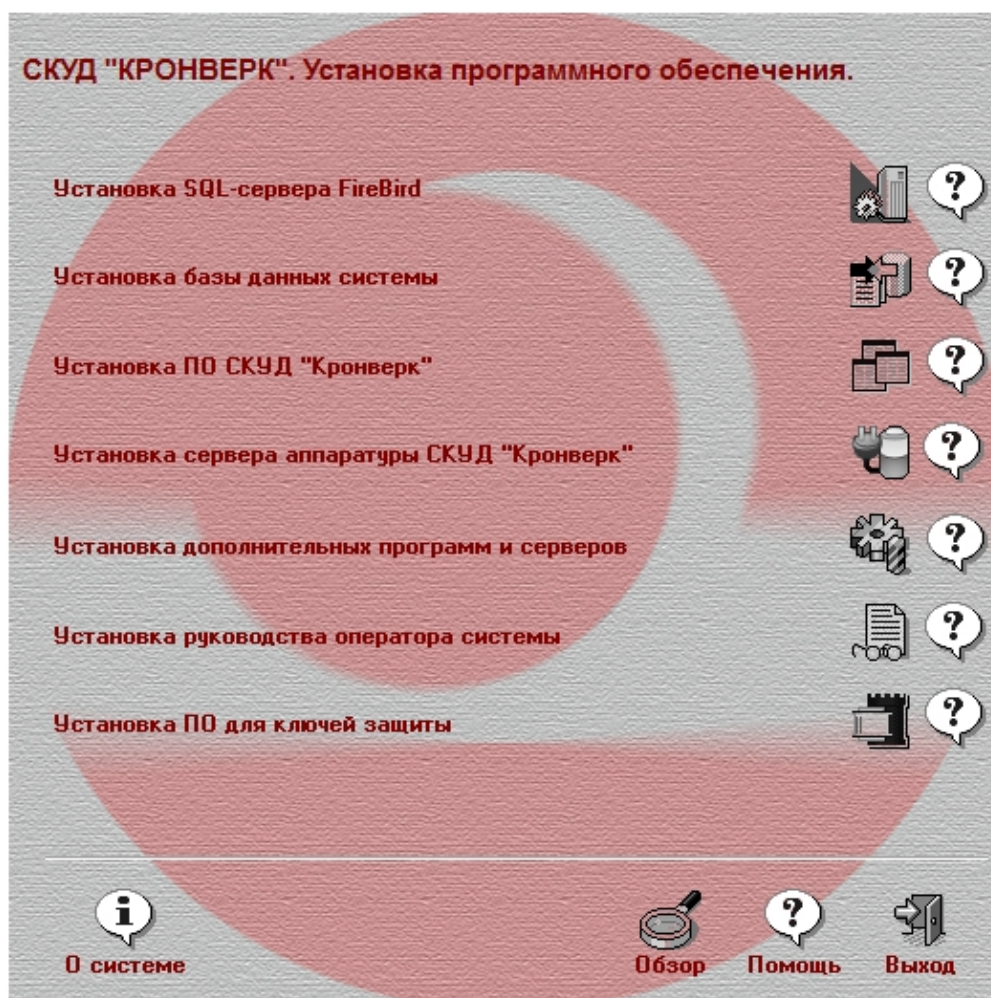 СКУД "КРОНВЕРК". Установка программного обеспечения.
Установка SQL-сервера FireBird
Установка базы данных системы
Установка ПО СКУД "Кронверк"
Установка сервера аппаратуры СКУД "Кронверк"
Установка дополнительных программ и серверов
Установка руководства оператора системы
Установка ПО для ключей защиты
О системе
Обзор
Помощь
Выход